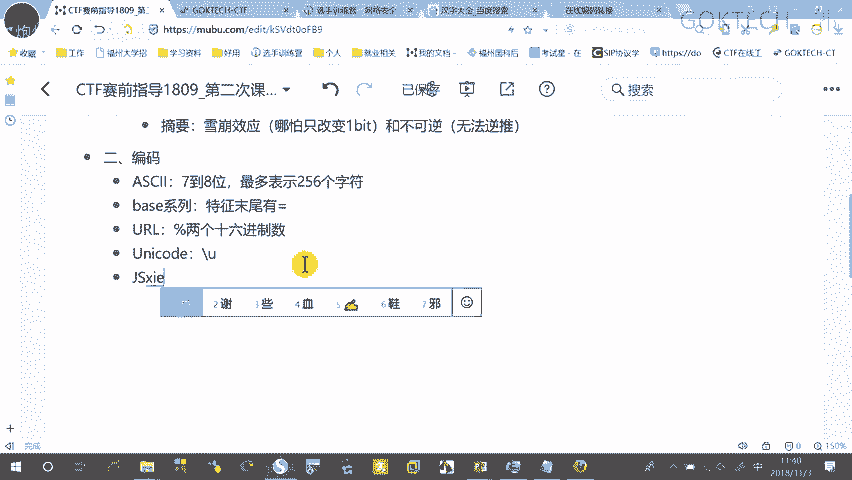 CTF赛前指导1809_第二 GOKTECH-CTF 选手训练营 - 网络安全 汉字大全_百度搜索 在线编码转换 GOKTECH
https://mubu.com/edit/kSVdt0oFB9
收藏 工作 福州大学招 学习资料 好用 选手训练营 个人 就业相关 我的文档 - 福州国科后 考试星 - 在 SIP协议学 https://do CTF在线工 GOKTECH-CT
CTF赛前指导1809_第二次课... 已保存 搜索
摘要：雪崩效应（哪怕只改变1bit）和不可逆（无法逆推）
二、编码
ASCII：7到8位，最多表示256个字符
base系列：特征末尾有=
URL：%两个十六进制数
Unicode：\u
JSxie
2 谢 3 些 4 血 5 ✍ 6 鞋 7 邪
完成 150%
中 11:40
2018/11/3